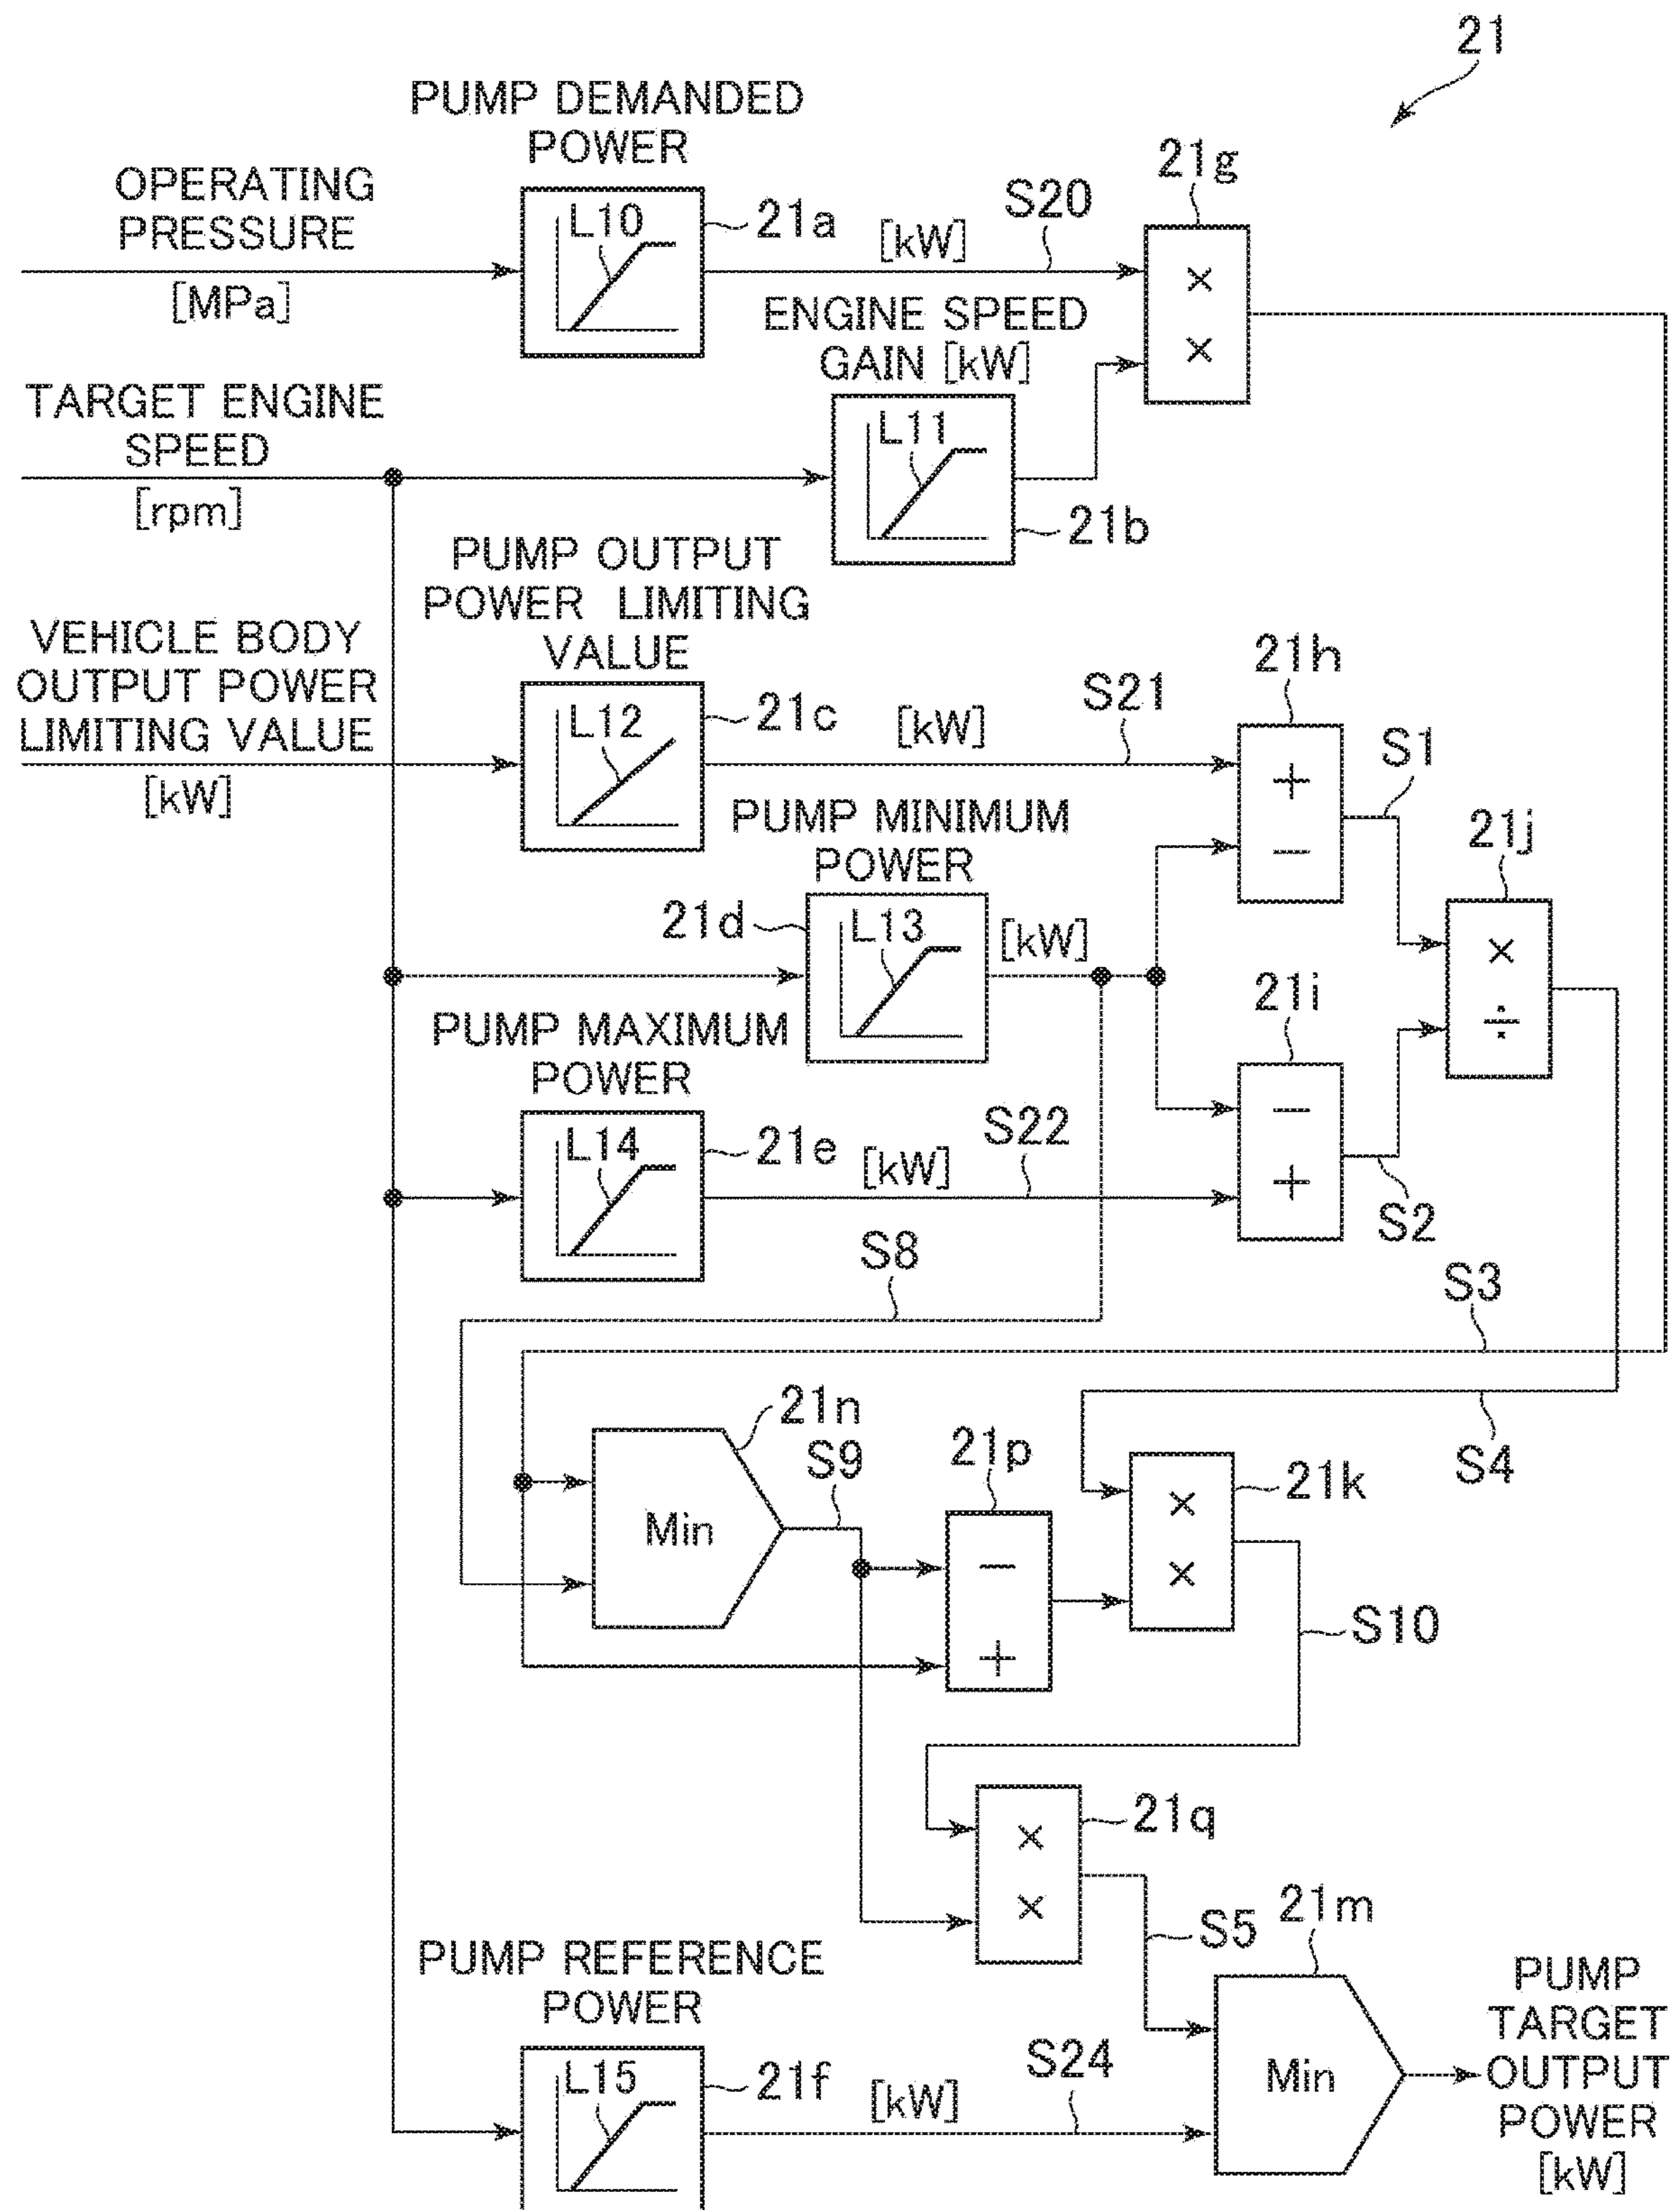 21
PUMP DEMANDED
POWER
OPERATING
PRESSURE
[MPa]
L10
21a
[kW]
S20
21g
×
×
ENGINE SPEED
GAIN [kW]
TARGET ENGINE
SPEED
[rpm]
L11
21b
PUMP OUTPUT
POWER LIMITING
VALUE
VEHICLE BODY
OUTPUT POWER
LIMITING VALUE
[kW]
L12
21c
[kW]
S21
21h
+
−
S1
PUMP MINIMUM
POWER
21d
L13
[kW]
21j
×
÷
21i
−
+
S2
PUMP MAXIMUM
POWER
L14
21e
[kW]
S22
S8
S3
S4
21n
Min
S9
21p
−
+
21k
×
×
S10
21q
×
×
S5
21m
Min
PUMP REFERENCE
POWER
L15
21f
[kW]
S24
PUMP
TARGET
OUTPUT
POWER
[kW]